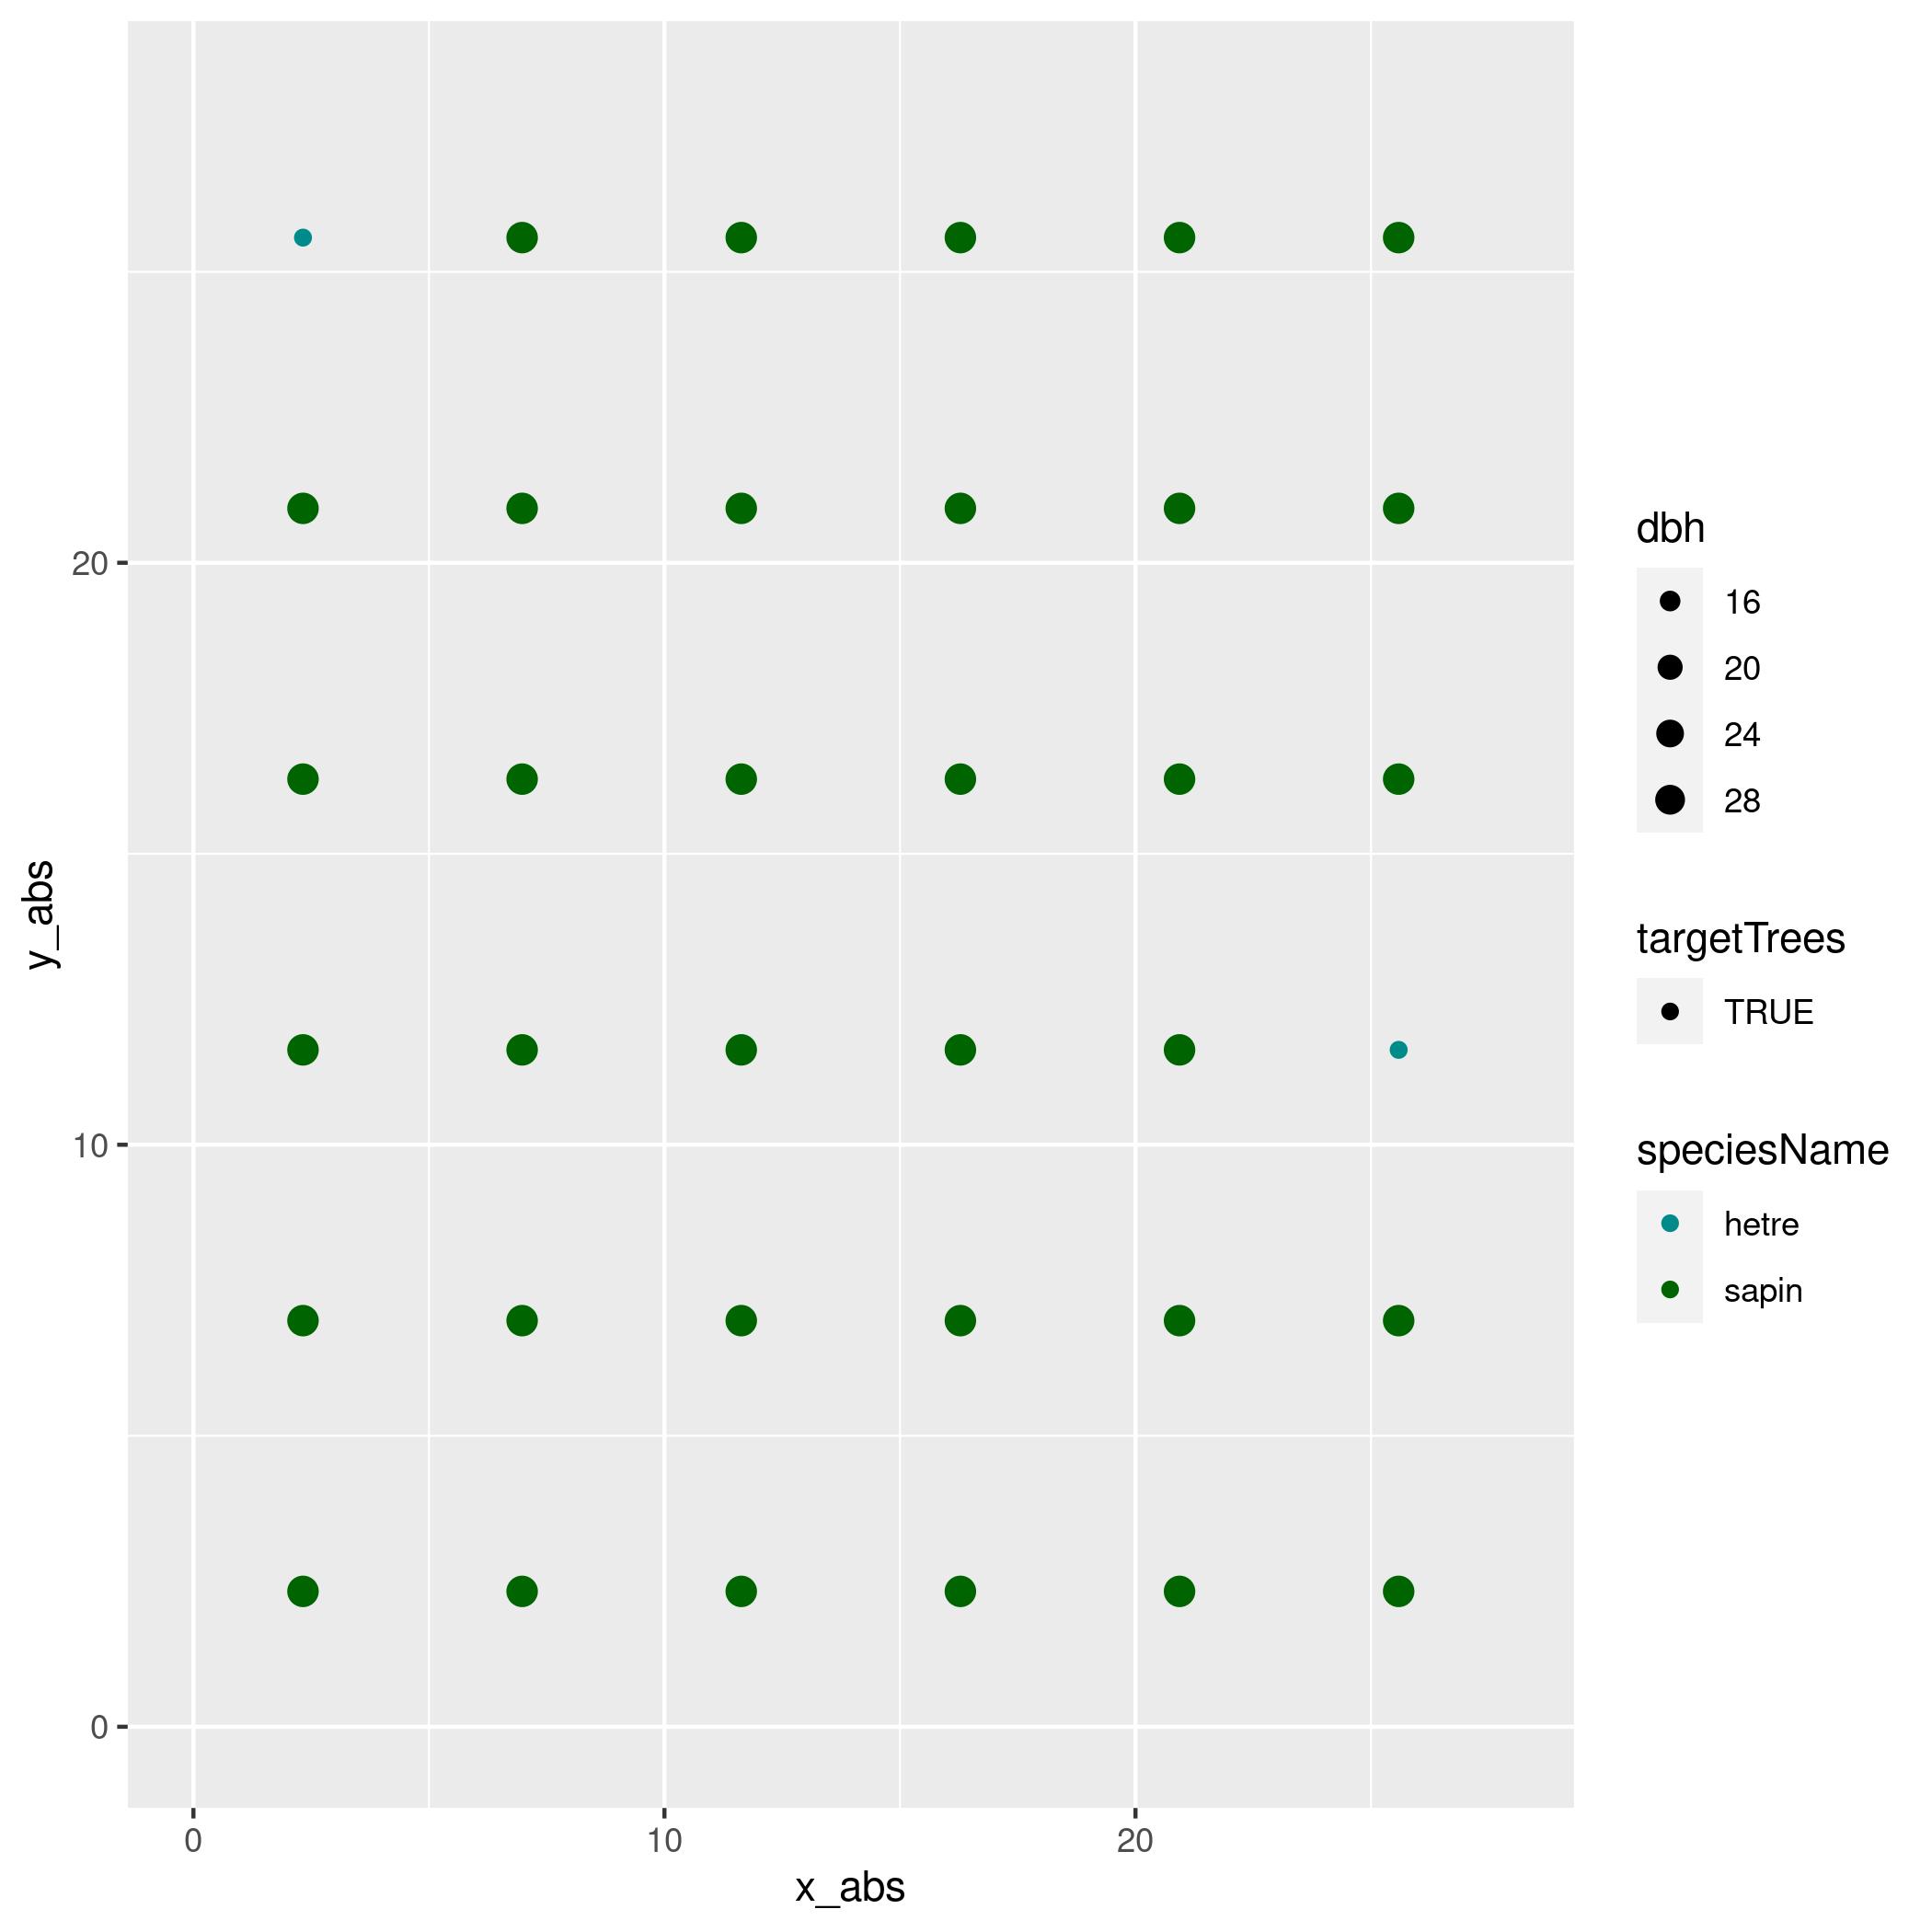 y_abs
20
10
0
0 10 20
x_abs
dbh
16
20
24
28
targetTrees
TRUE
speciesName
hetre
sapin